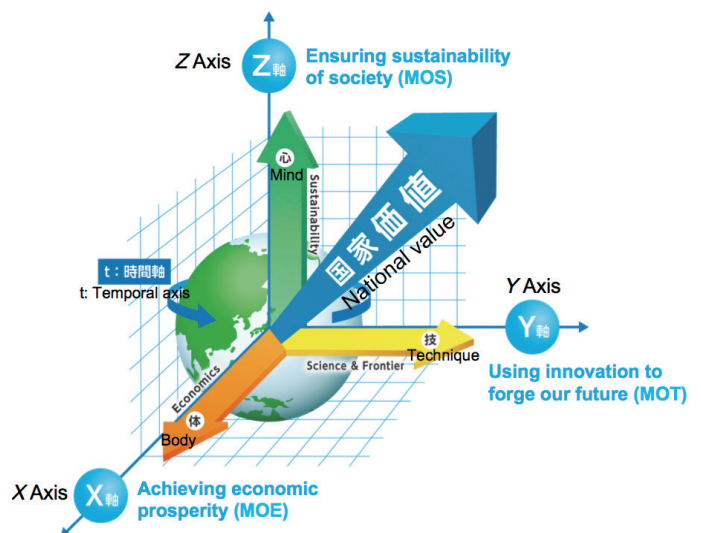 Z Axis
Z軸
Ensuring sustainability
of society (MOS)
心
Mind
Sustainability
国家価値
National value
t：時間軸
t: Temporal axis
Y Axis
Y軸
技
Technique
Science & Frontier
Using innovation to
forge our future (MOT)
Economics
体
Body
X Axis
X軸
Achieving economic
prosperity (MOE)